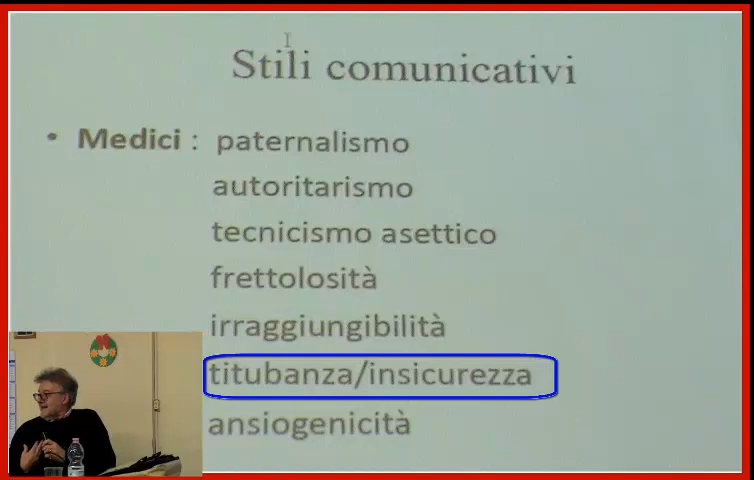 Stili comunicativi
• Medici : paternalismo
autoritarismo
tecnicismo asettico
frettolosità
irraggiungibilità
titubanza/insicurezza
ansiogenicità